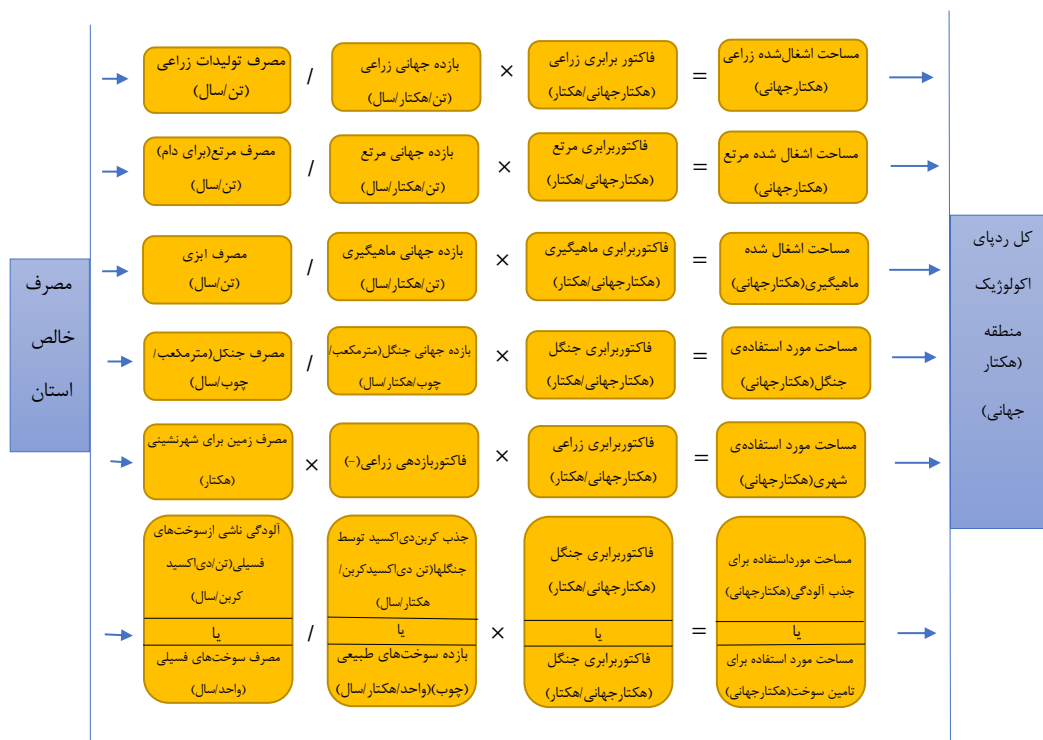 مصرف
خالص
استان
مصرف تولیدات زراعی
(تن/سال)
/
بازده جهانی زراعی
(تن/هکتار/سال)
×
فاکتور برابری زراعی
(هکتارجهانی/هکتار)
=
مساحت اشغال‌شده زراعی
(هکتارجهانی)
مصرف مرتع(برای دام)
(تن/سال)
/
بازده جهانی مرتع
(تن/هکتار/سال)
×
فاکتوربرابری مرتع
(هکتارجهانی/هکتار)
=
مساحت اشغال شده مرتع
(هکتارجهانی)
مصرف ابزی
(تن/سال)
/
بازده جهانی ماهیگیری
(تن/هکتار/سال)
×
فاکتوربرابری ماهیگیری
(هکتارجهانی/هکتار)
=
مساحت اشغال شده
ماهیگیری(هکتارجهانی)
مصرف جنکل(مترمکعب/
چوب/سال)
/
بازده جهانی جنگل(مترمکعب/
چوب/هکتار/سال)
×
فاکتوربرابری جنگل
(هکتارجهانی/هکتار)
=
مساحت مورد استفاده‌ی
جنگل(هکتارجهانی)
مصرف زمین برای شهرنشینی
(هکتار)
×
فاکتوربازدهی زراعی(–)
×
فاکتوربرابری زراعی
(هکتارجهانی/هکتار)
=
مساحت مورد استفاده‌ی
شهری(هکتارجهانی)
آلودگی ناشی ازسوخت‌های
فسیلی(تن/دی‌اکسید
کربن/سال)
یا
مصرف سوخت‌های فسیلی
(واحد/سال)
/
جذب کربن‌دی‌اکسید توسط
جنگلها(تن دی‌اکسیدکربن/
هکتار/سال)
یا
بازده سوخت‌های طبیعی
(چوب)(واحد/هکتار/سال)
×
فاکتوربرابری جنگل
(هکتارجهانی/هکتار)
یا
فاکتوربرابری جنگل
(هکتارجهانی/هکتار)
=
مساحت مورداستفاده برای
جذب آلودگی(هکتارجهانی)
یا
مساحت مورد استفاده برای
تامین سوخت(هکتارجهانی)
کل ردپای
اکولوژیک
منطقه
(هکتار
جهانی)